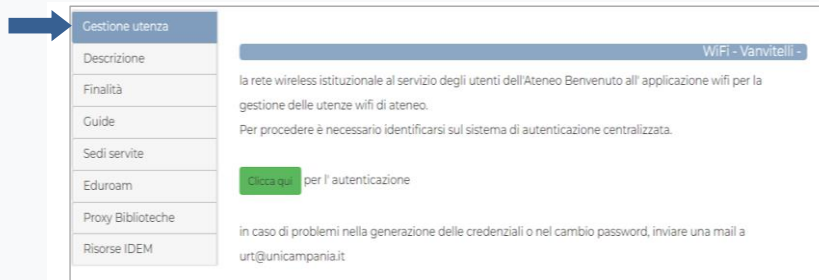 Gestione utenza
Descrizione
Finalità
Guide
Sedi servite
Eduroam
Proxy Biblioteche
Risorse IDEM
WiFi - Vanvitelli -
la rete wireless istituzionale al servizio degli utenti dell'Ateneo Benvenuto all' applicazione wifi per la
gestione delle utenze wifi di ateneo.
Per procedere è necessario identificarsi sul sistema di autenticazione centralizzata.
Clicca qui per l' autenticazione
in caso di problemi nella generazione delle credenziali o nel cambio password, inviare una mail a
urt@unicampania.it